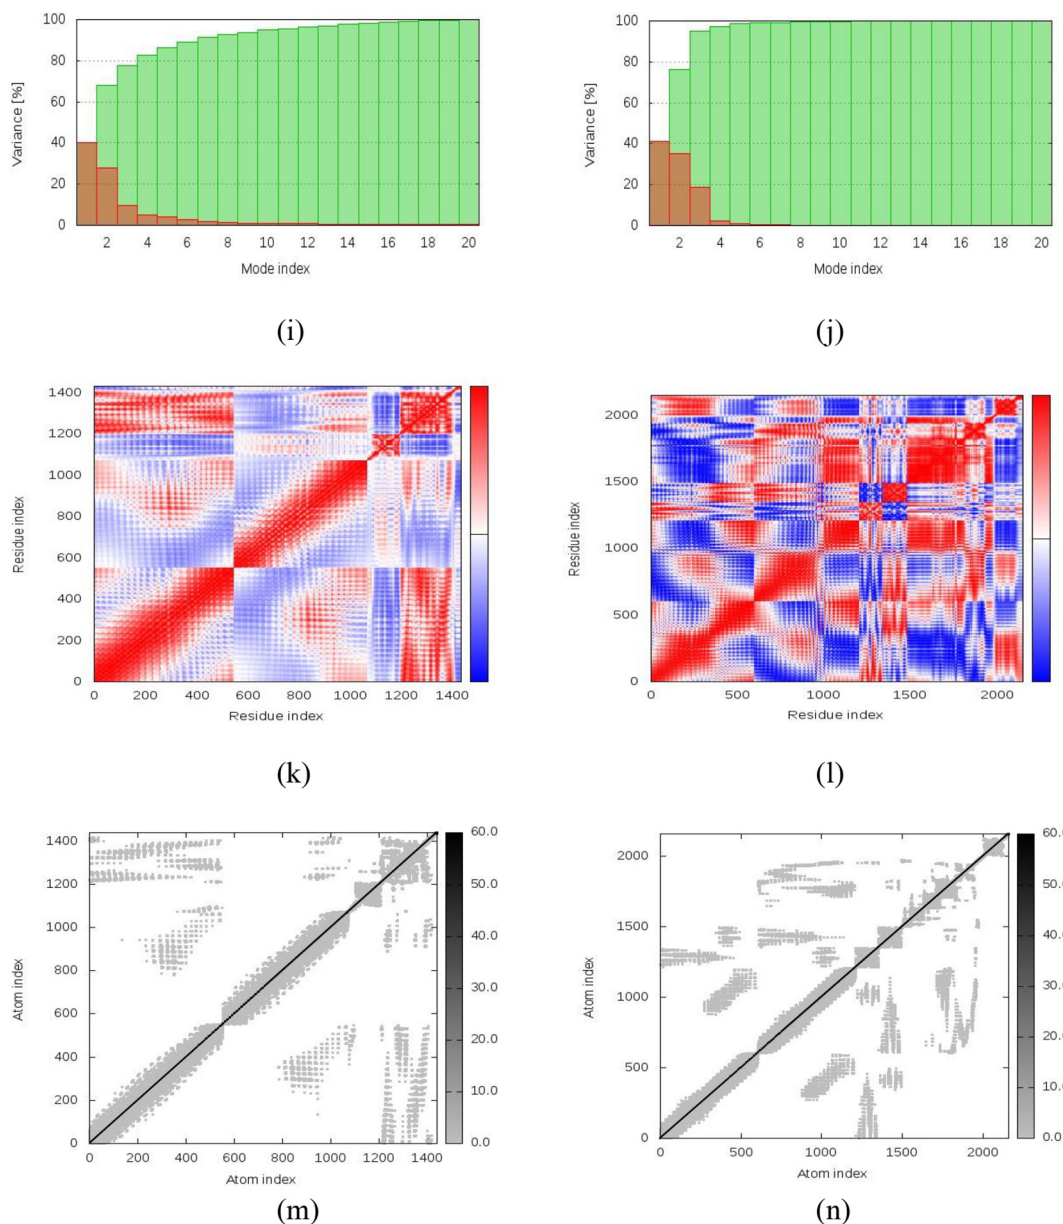 100
80
60
40
20
0
Variance [%]
2 4 6 8 10 12 14 16 18 20
Mode index
100
80
60
40
20
0
Variance [%]
2 4 6 8 10 12 14 16 18 20
Mode index
(i)
(j)
1400
1200
1000
800
600
400
200
0
Residue index
0 200 400 600 800 1000 1200 1400
Residue index
2000
1500
1000
500
0
Residue index
0 500 1000 1500 2000
Residue index
(k)
(l)
1400
1200
1000
800
600
400
200
0
Atom index
0 200 400 600 800 1000 1200 1400
Atom index
60.0
50.0
40.0
30.0
20.0
10.0
0.0
2000
1500
1000
500
0
Atom index
0 500 1000 1500 2000
Atom index
60.
50.
40.
30.
20.
10.
0.0
(m)
(n)